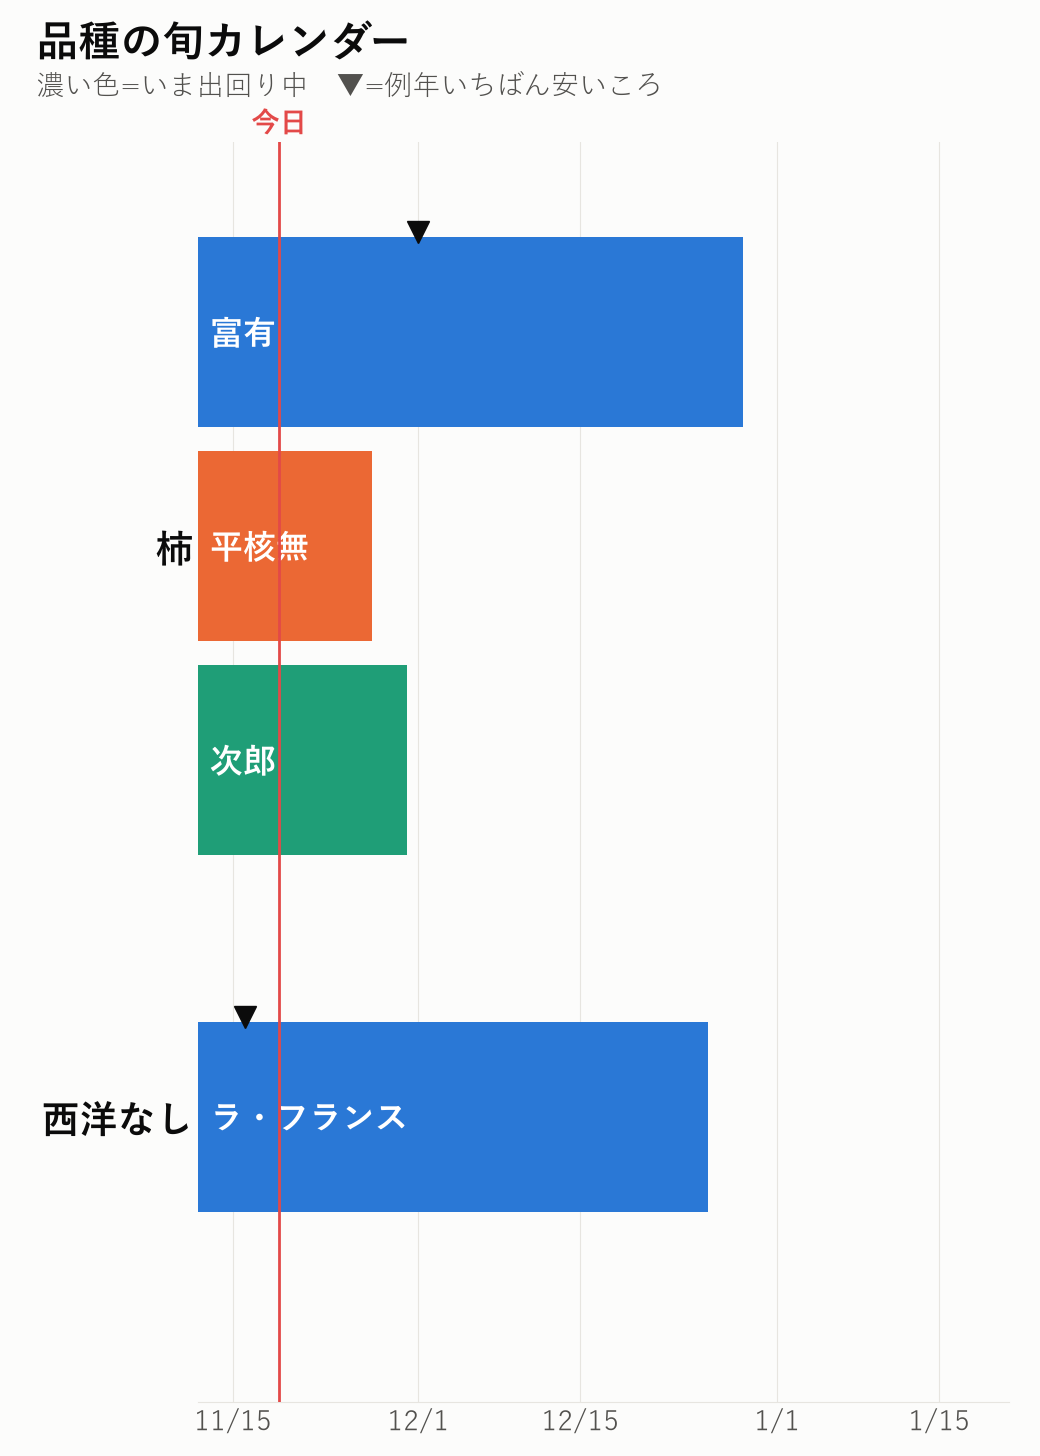 品種の旬カレンダー
濃い色=いま出回り中　▼=例年いちばん安いころ
今日
富有
柿
平核無
次郎
西洋なし
ラ・フランス
11/15
12/1
12/15
1/1
1/15